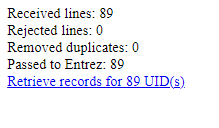 Received lines: 89
Rejected lines: 0
Removed duplicates: 0
Passed to Entrez: 89
Retrieve records for 89 UID(s)